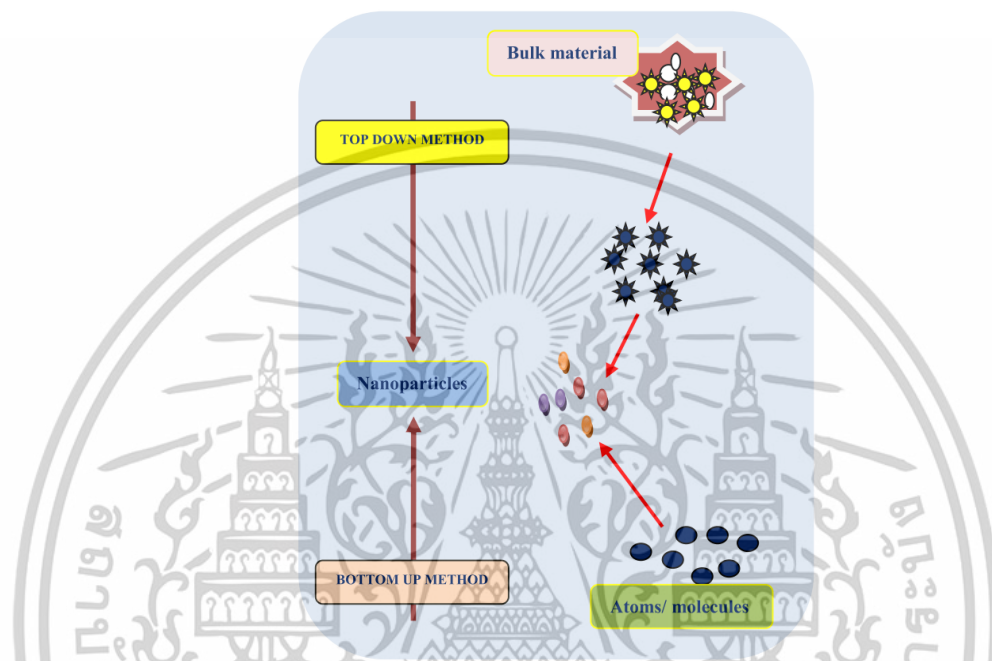 Bulk material
TOP DOWN METHOD
Nanoparticles
BOTTOM UP METHOD
Atoms/ molecules